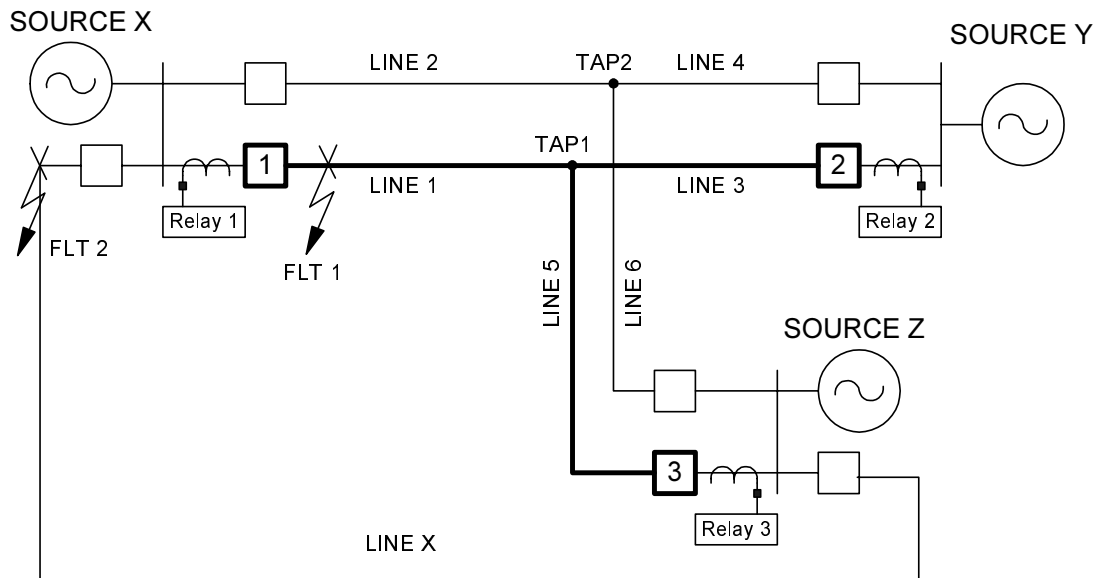 SOURCE X
SOURCE Y
LINE 2
TAP2
LINE 4
1
TAP1
2
LINE 1
LINE 3
Relay 1
Relay 2
FLT 2
FLT 1
LINE 5
LINE 6
SOURCE Z
3
Relay 3
LINE X